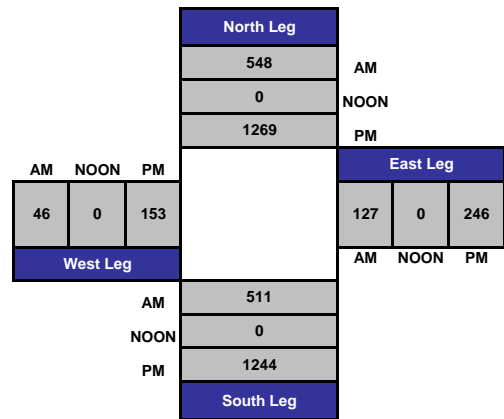 North Leg
548 AM
0 NOON
1269 PM
AM NOON PM
East Leg
46 0 153
127 0 246
West Leg
AM NOON PM
AM 511
NOON 0
PM 1244
South Leg